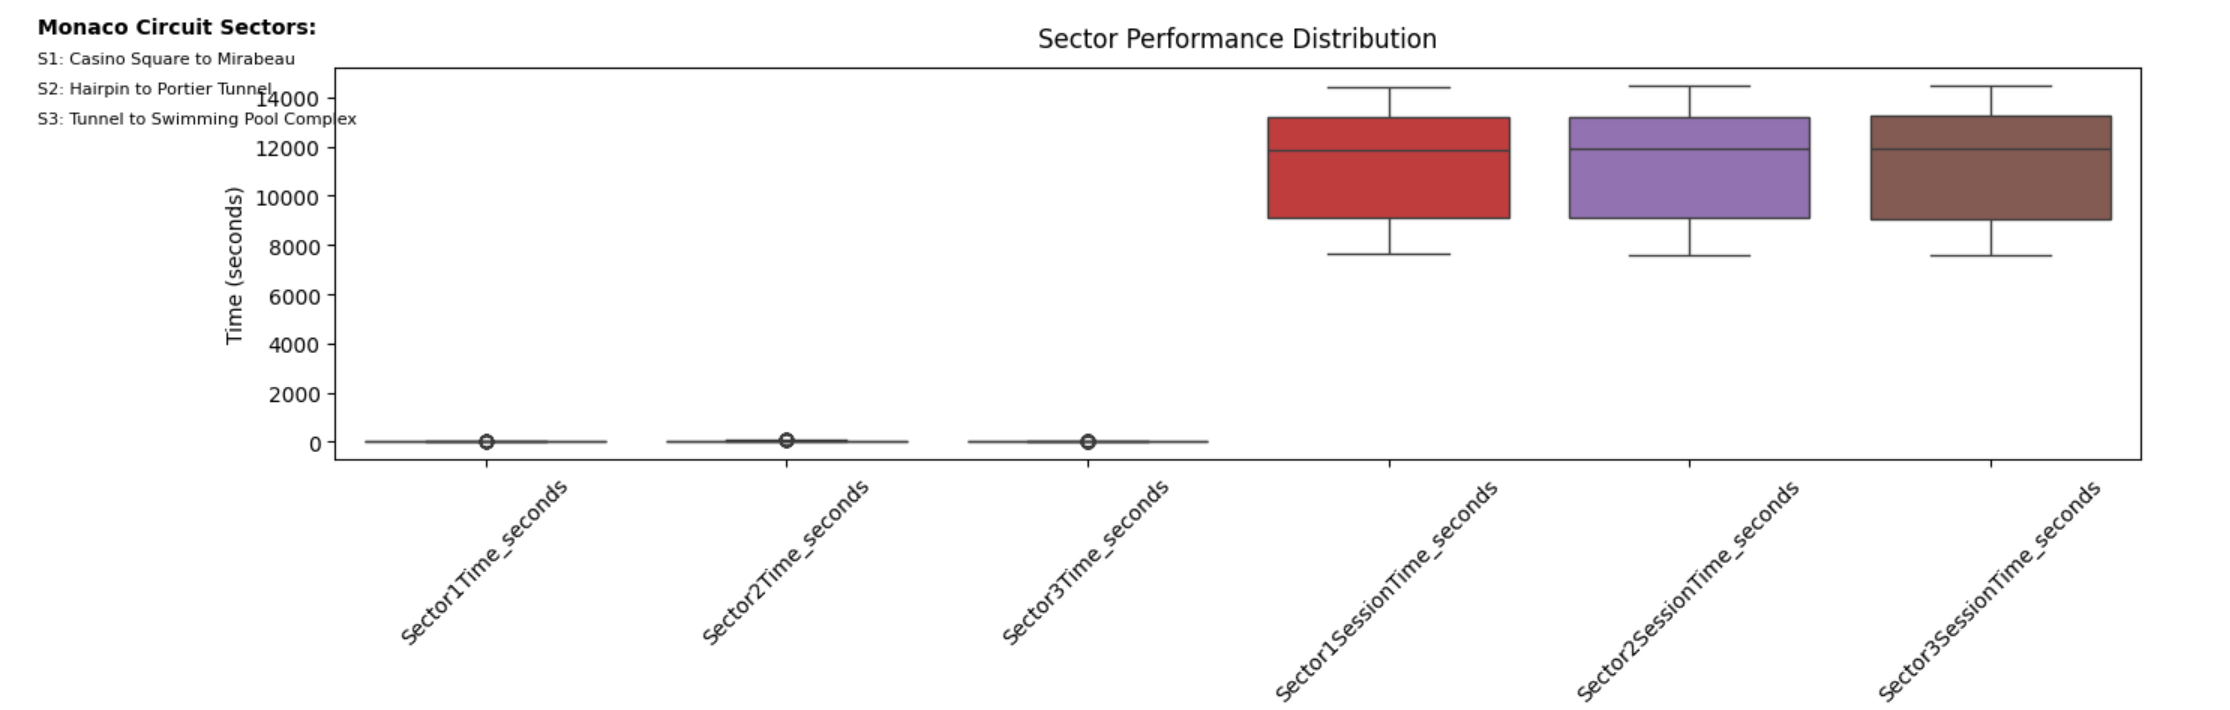 Monaco Circuit Sectors:
S1: Casino Square to Mirabeau
S2: Hairpin to Portier Tunnel
S3: Tunnel to Swimming Pool Complex
Sector Performance Distribution
Time (seconds)
14000
12000
10000
8000
6000
4000
2000
0
Sector1Time_seconds
Sector2Time_seconds
Sector3Time_seconds
Sector1SessionTime_seconds
Sector2SessionTime_seconds
Sector3SessionTime_seconds